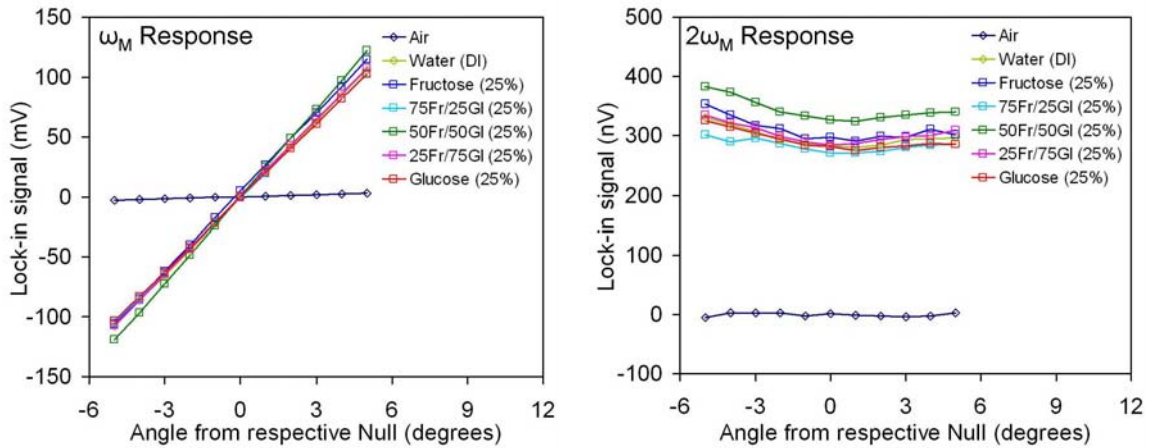 ω_M Response
150
100
50
0
-50
-100
-150
Lock-in signal (mV)
-6
-3
0
3
6
9
12
Angle from respective Null (degrees)
Air
Water (DI)
Fructose (25%)
75Fr/25Gl (25%)
50Fr/50Gl (25%)
25Fr/75Gl (25%)
Glucose (25%)
2ω_M Response
500
400
300
200
100
0
-100
Lock-in signal (nV)
-6
-3
0
3
6
9
12
Angle from respective Null (degrees)
Air
Water (DI)
Fructose (25%)
75Fr/25Gl (25%)
50Fr/50Gl (25%)
25Fr/75Gl (25%)
Glucose (25%)